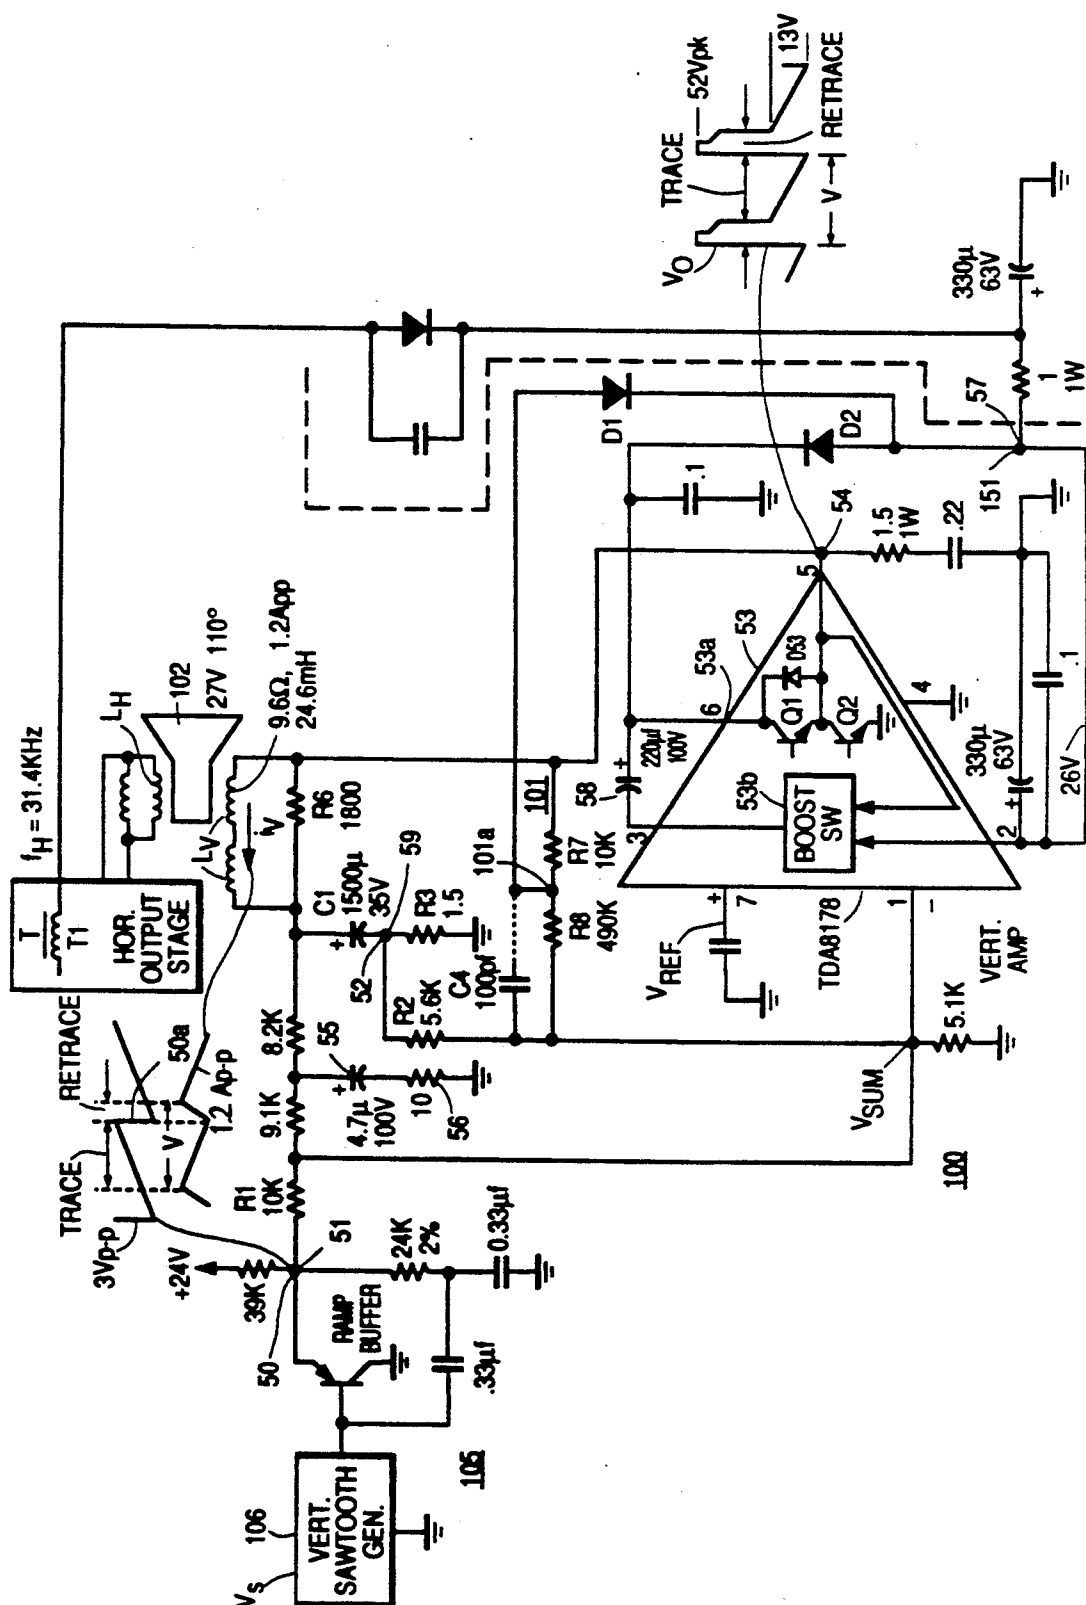 f_H = 31.4KHz
T
T1
HOR.
OUTPUT
STAGE
L_H
102
27V 110°
9.6Ω, 1.2App
24.6mH
L_V
i_V
R6
1800
TRACE
RETRACE
50a
V
1.2 Ap-p
3Vp-p
+24V
39K
51
50
R1
10K
9.1K
8.2K
+
4.7µ
100V
55
10
56
+
C1
1500µ
35V
52
59
R3
1.5
R2
5.6K
C4
100pf
R8
490K
101
101a
R7
10K
24K
2%
0.33µf
.33µf
RAMP
BUFFER
105
106
VERT.
SAWTOOTH
GEN.
V_S
D1
D2
.1
58
+
220µf
100V
3
6
53a
53
D53
Q1
Q2
53b
BOOST
SW
5
54
4
2
1
–
7
+
V_REF
TDA8178
VERT.
AMP
V_SUM
5.1K
100
1.5
1W
.22
330µ
63V
+
.1
26V
151
57
1
1W
330µ
63V
+
V_O
TRACE
52Vpk
13V
RETRACE
V